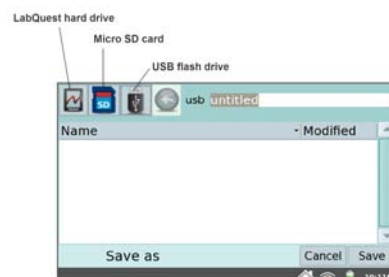 LabQuest hard drive
Micro SD card
USB flash drive
SD
usb untitled
Name Modified
Save as Cancel Save